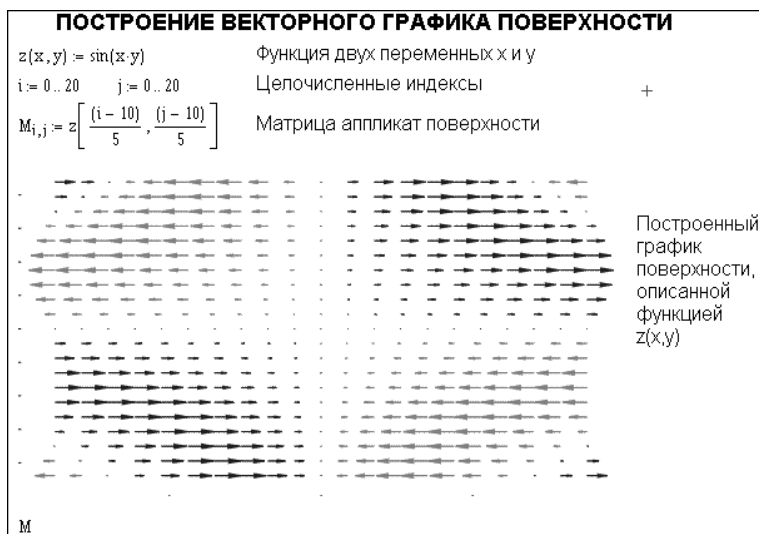 ПОСТРОЕНИЕ ВЕКТОРНОГО ГРАФИКА ПОВЕРХНОСТИ
z(x,y) := sin(x·y) Функция двух переменных x и y
i := 0.. 20 j := 0.. 20 Целочисленные индексы
M i,j := z[(i − 10)/5 , (j − 10)/5] Матрица аппликат поверхности
Построенный
график
поверхности,
описанной
функцией
z(x,y)
M